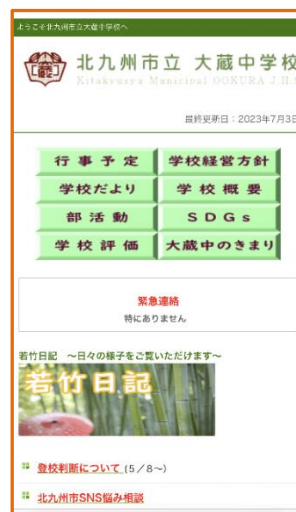 ようこそ北九州市立大蔵中学校へ
北九州市立 大蔵中学校
Kitakyusyu Municipal OOKURA J.H.S
最終更新日：2023年7月3日
行事予定 学校経営方針
学校だより 学校概要
部活動 SDGs
学校評価 大蔵中のきまり
緊急連絡
特にありません
若竹日記 ～日々の様子をご覧いただけます～
若竹日記
登校判断について (5／8～)
北九州市SNS悩み相談